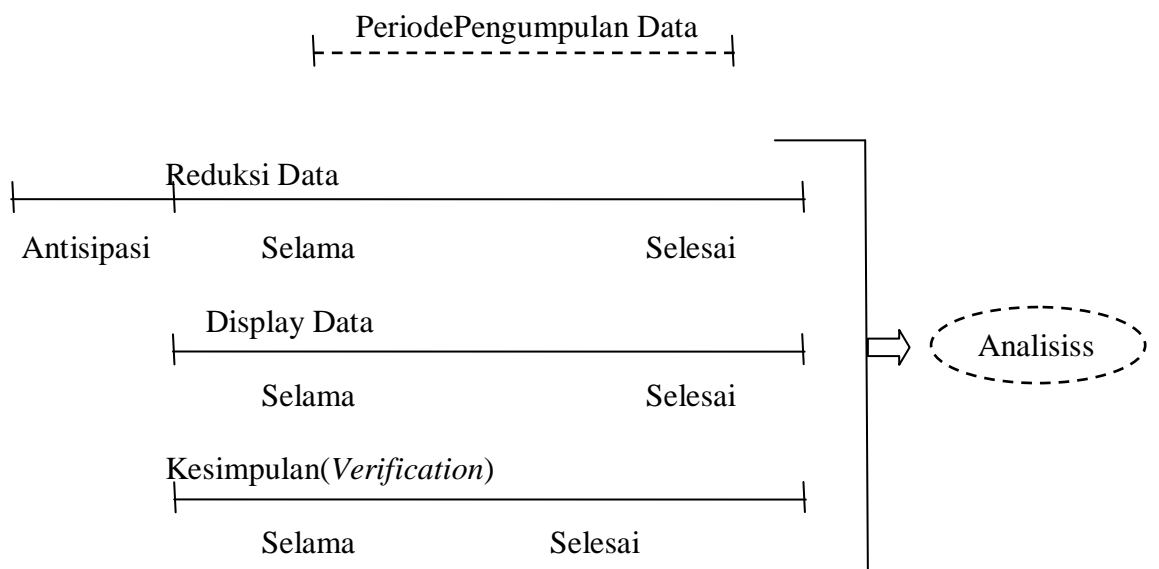 PeriodePengumpulan Data
Reduksi Data
Antisipasi Selama Selesai
Display Data
Selama Selesai
Analisiss
Kesimpulan(Verification)
Selama Selesai